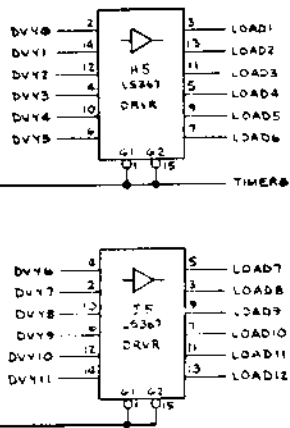 DVY0 2 3 LOAD1
DVY1 14 13 LOAD2
DVY2 12 11 LOAD3
H5
DVY3 4 5 LOAD4
LS367
DVY4 10 9 LOAD5
DRVR
DVY5 6 7 LOAD6
G1 G2
1 15
TIMER0
DVY6 4 5 LOAD7
DVY7 2 3 LOAD8
DVY8 10 9 LOAD9
J5
DVY9 6 7 LOAD10
LS367
DVY10 12 11 LOAD11
DRVR
DVY11 14 13 LOAD12
G1 G2
1 15